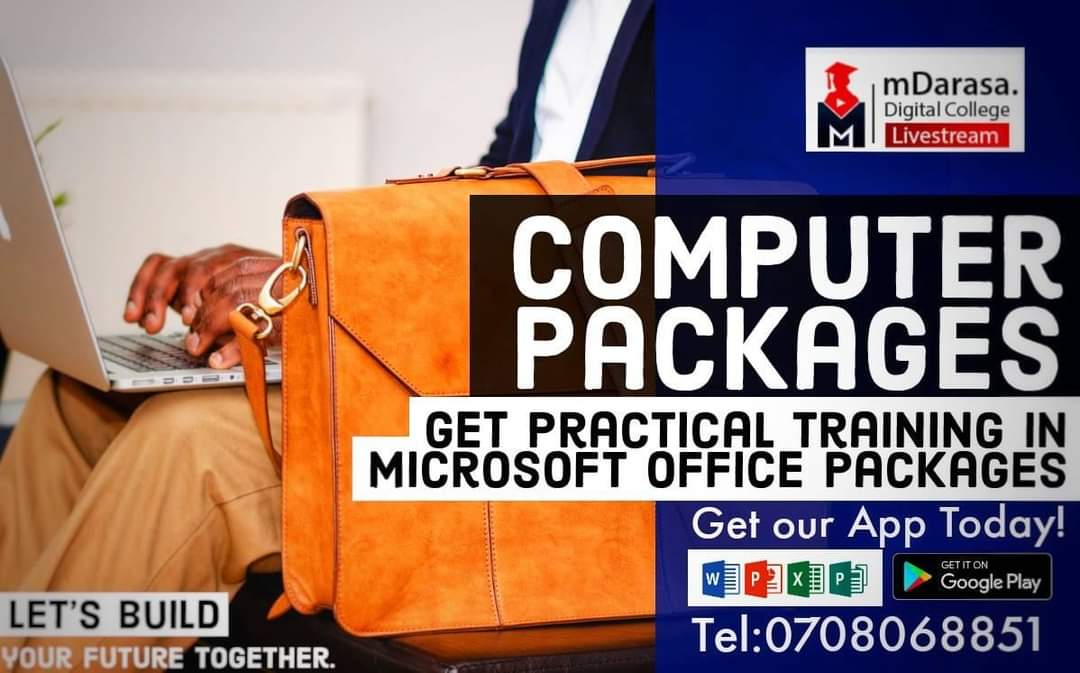 mDarasa.
Digital College
Livestream
M
COMPUTER
PACKAGES
GET PRACTICAL TRAINING IN
MICROSOFT OFFICE PACKAGES
Get our App Today!
W P X P
GET IT ON
Google Play
Tel:0708068851
LET'S BUILD
YOUR FUTURE TOGETHER.